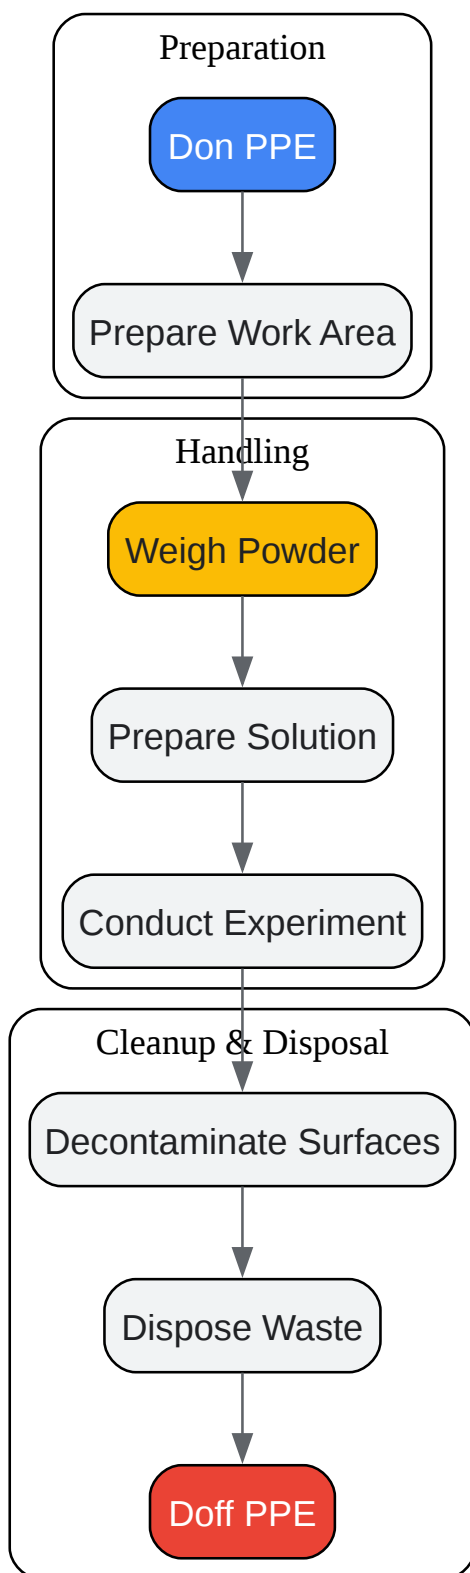 Preparation
Don PPE
Prepare Work Area
Handling
Weigh Powder
Prepare Solution
Conduct Experiment
Cleanup & Disposal
Decontaminate Surfaces
Dispose Waste
Doff PPE